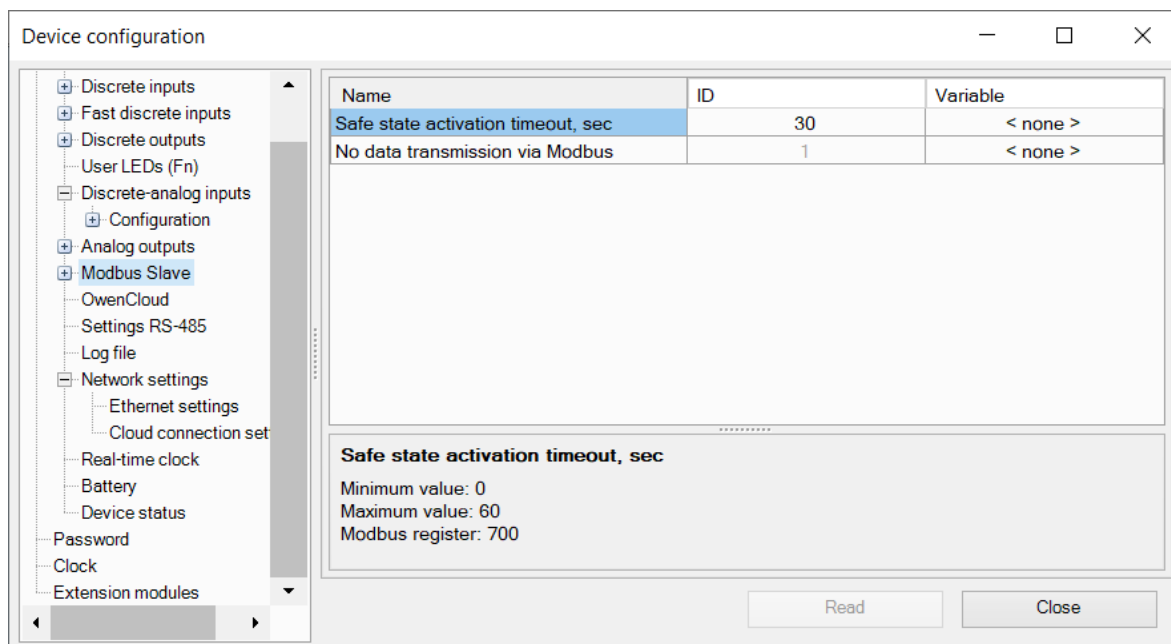 Device configuration
Discrete inputs
Fast discrete inputs
Discrete outputs
User LEDs (Fn)
Discrete-analog inputs
Configuration
Analog outputs
Modbus Slave
OwenCloud
Settings RS-485
Log file
Network settings
Ethernet settings
Cloud connection set
Real-time clock
Battery
Device status
Password
Clock
Extension modules
Name ID Variable
Safe state activation timeout, sec 30 < none >
No data transmission via Modbus 1 < none >
Safe state activation timeout, sec
Minimum value: 0
Maximum value: 60
Modbus register: 700
Read Close